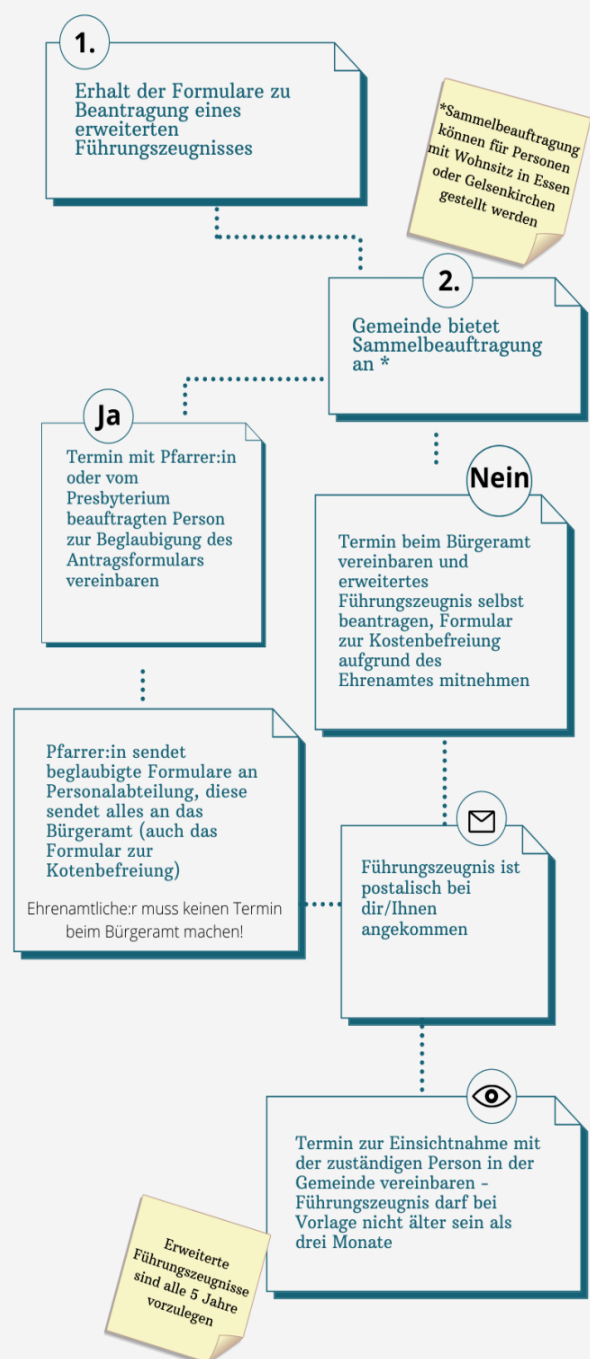 1.
Erhalt der Formulare zu
Beantragung eines
erweiterten
Führungszeugnisses
*Sammelbeauftragung
können für Personen
mit Wohnsitz in Essen
oder Gelsenkirchen
gestellt werden
2.
Gemeinde bietet
Sammelbeauftragung
an *
Ja
Termin mit Pfarrer:in
oder vom
Presbyterium
beauftragten Person
zur Beglaubigung des
Antragsformulars
vereinbaren
Nein
Termin beim Bürgeramt
vereinbaren und
erweitertes
Führungszeugnis selbst
beantragen, Formular
zur Kostenbefreiung
aufgrund des
Ehrenamtes mitnehmen
Pfarrer:in sendet
beglaubigte Formulare an
Personalabteilung, diese
sendet alles an das
Bürgeramt (auch das
Formular zur
Kotenbefreiung)
Ehrenamtliche:r muss keinen Termin
beim Bürgeramt machen!
Führungszeugnis ist
postalisch bei
dir/Ihnen
angekommen
Termin zur Einsichtnahme mit
der zuständigen Person in der
Gemeinde vereinbaren -
Führungszeugnis darf bei
Vorlage nicht älter sein als
drei Monate
Erweiterte
Führungszeugnisse
sind alle 5 Jahre
vorzulegen